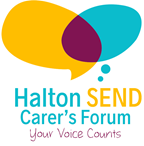 Halton SEND
Carer's Forum
Your Voice Counts